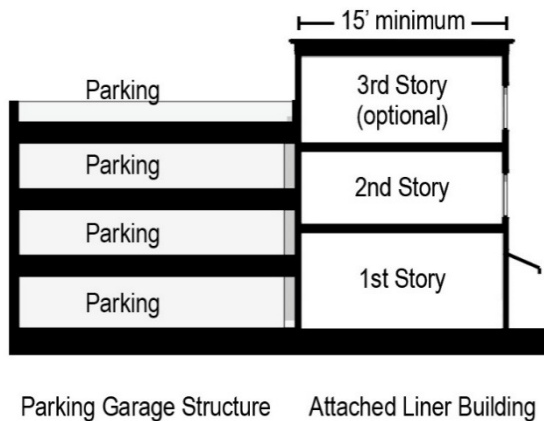 15' minimum
Parking
3rd Story
(optional)
Parking
2nd Story
Parking
1st Story
Parking
Parking Garage Structure
Attached Liner Building